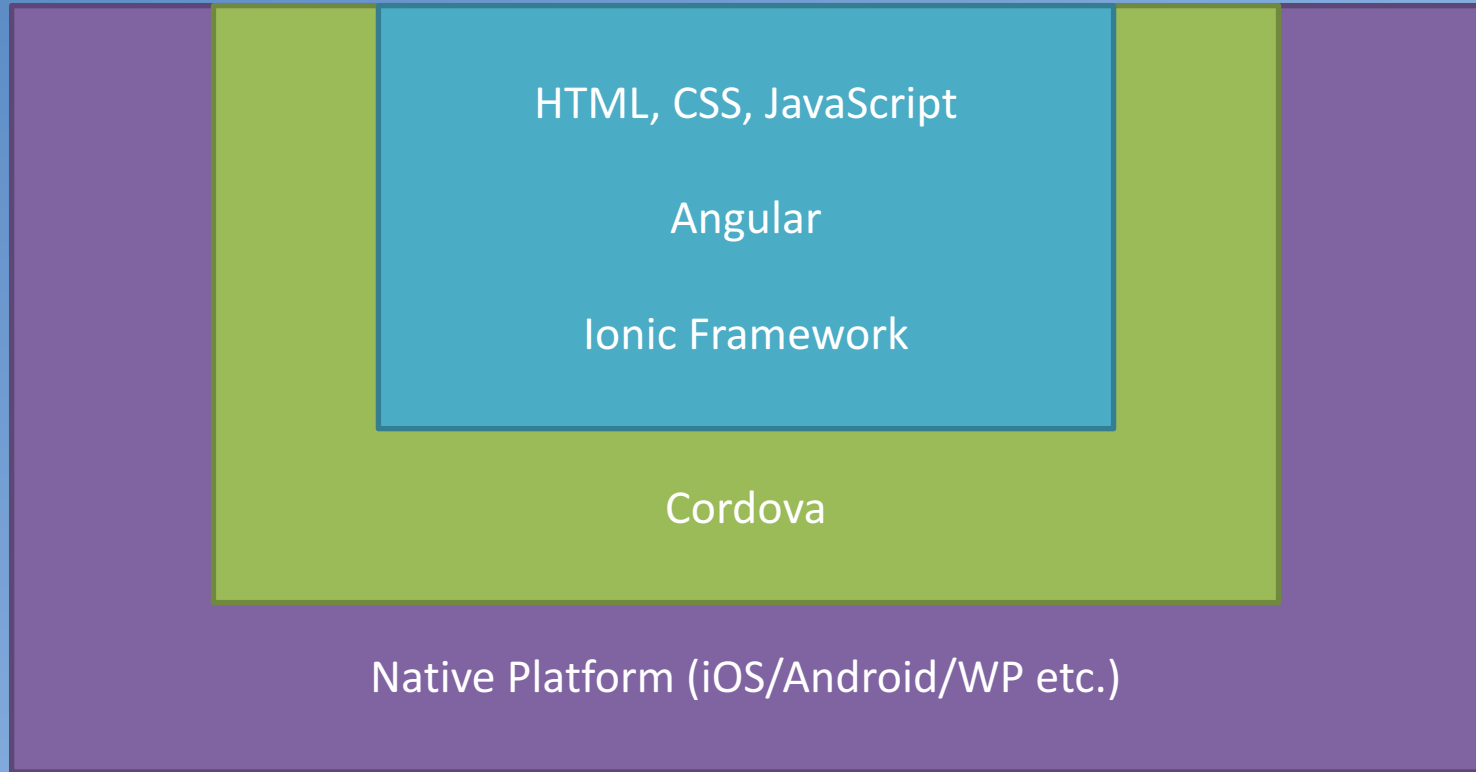 HTML, CSS, JavaScript
Angular
Ionic Framework
Cordova
Native Platform (iOS/Android/WP etc.)